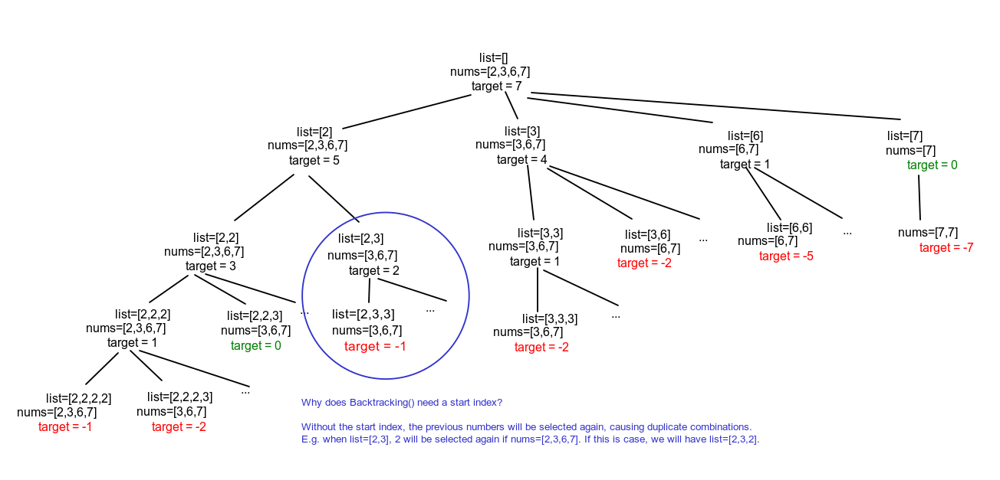 list=[]
nums=[2,3,6,7]
target = 7
list=[2]
nums=[2,3,6,7]
target = 5
list=[3]
nums=[3,6,7]
target = 4
list=[6]
nums=[6,7]
target = 1
list=[7]
nums=[7]
target = 0
list=[2,2]
nums=[2,3,6,7]
target = 3
list=[2,3]
nums=[3,6,7]
target = 2
list=[3,3]
nums=[3,6,7]
target = 1
list=[3,6]
nums=[6,7]
target = -2
...
list=[6,6]
nums=[6,7]
target = -5
...
nums=[7,7]
target = -7
list=[2,2,2]
nums=[2,3,6,7]
target = 1
list=[2,2,3]
nums=[3,6,7]
target = 0
...
list=[2,3,3]
nums=[3,6,7]
target = -1
...
list=[3,3,3]
nums=[3,6,7]
target = -2
...
list=[2,2,2,2]
nums=[2,3,6,7]
target = -1
list=[2,2,2,3]
nums=[3,6,7]
target = -2
...
Why does Backtracking() need a start index?
Without the start index, the previous numbers will be selected again, causing duplicate combinations.
E.g. when list=[2,3], 2 will be selected again if nums=[2,3,6,7]. If this is case, we will have list=[2,3,2].